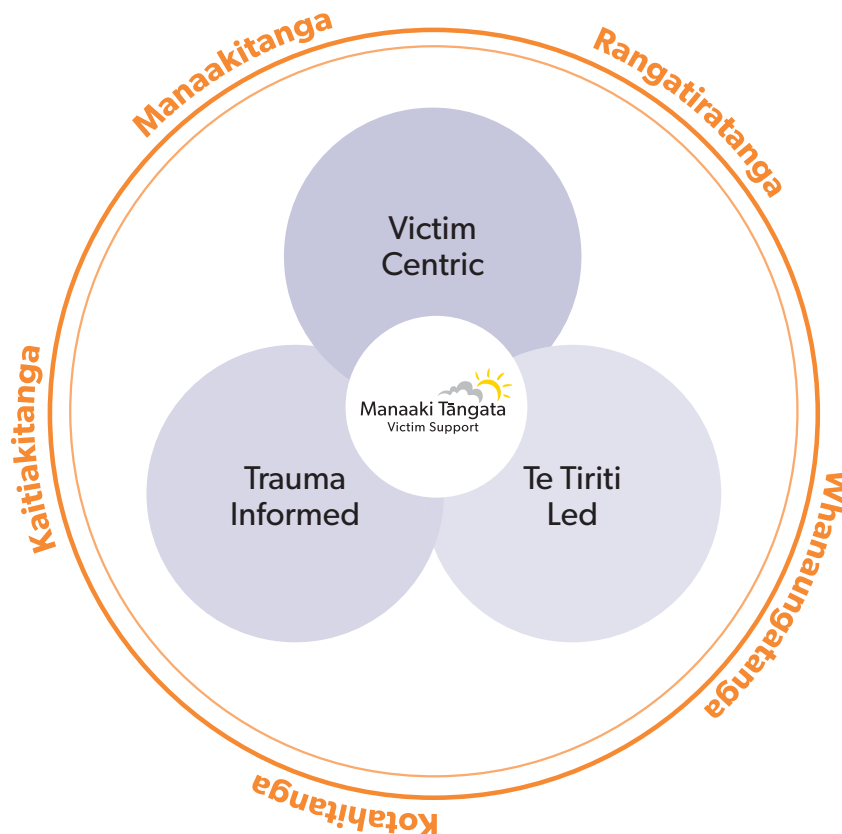 Manaakitanga
Rangatiratanga
Victim
Centric
Manaaki Tāngata
Victim Support
Kaitiakitanga
Trauma
Informed
Te Tiriti
Led
Whanaungatanga
Kotahitanga